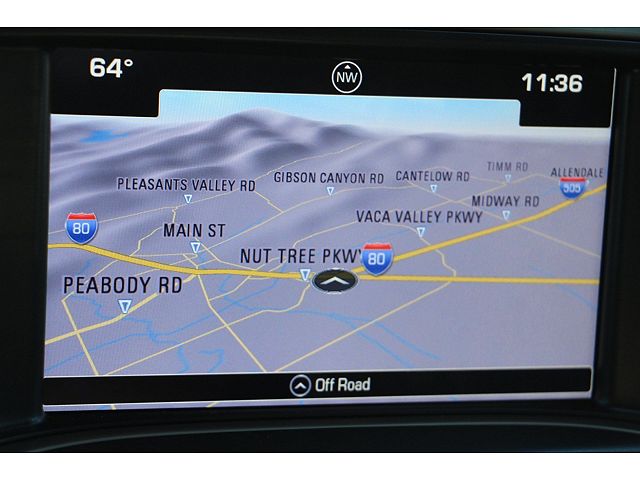 64°
NW
11:36
TIMM RD
GIBSON CANYON RD
CANTELOW RD
ALLENDALE
PLEASANTS VALLEY RD
505
MIDWAY RD
VACA VALLEY PKWY
80
MAIN ST
NUT TREE PKW
80
PEABODY RD
Off Road